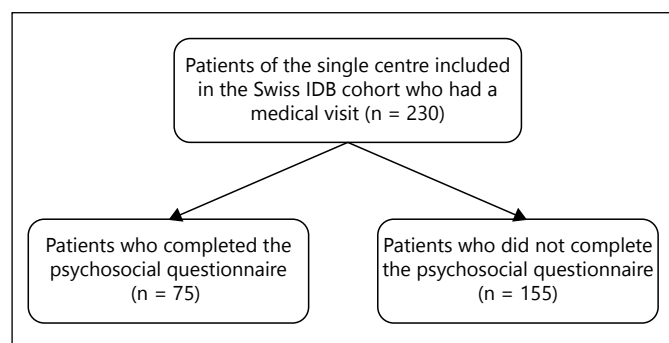 Patients of the single centre included
in the Swiss IDB cohort who had a
medical visit (n = 230)
Patients who completed the
psychosocial questionnaire
(n = 75)
Patients who did not complete
the psychosocial questionnaire
(n = 155)